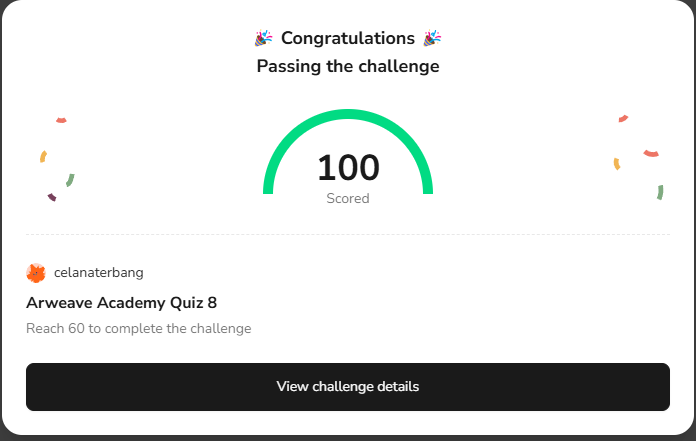 🎉 Congratulations 🎉
Passing the challenge
100
Scored
celanaterbang
Arweave Academy Quiz 8
Reach 60 to complete the challenge
View challenge details